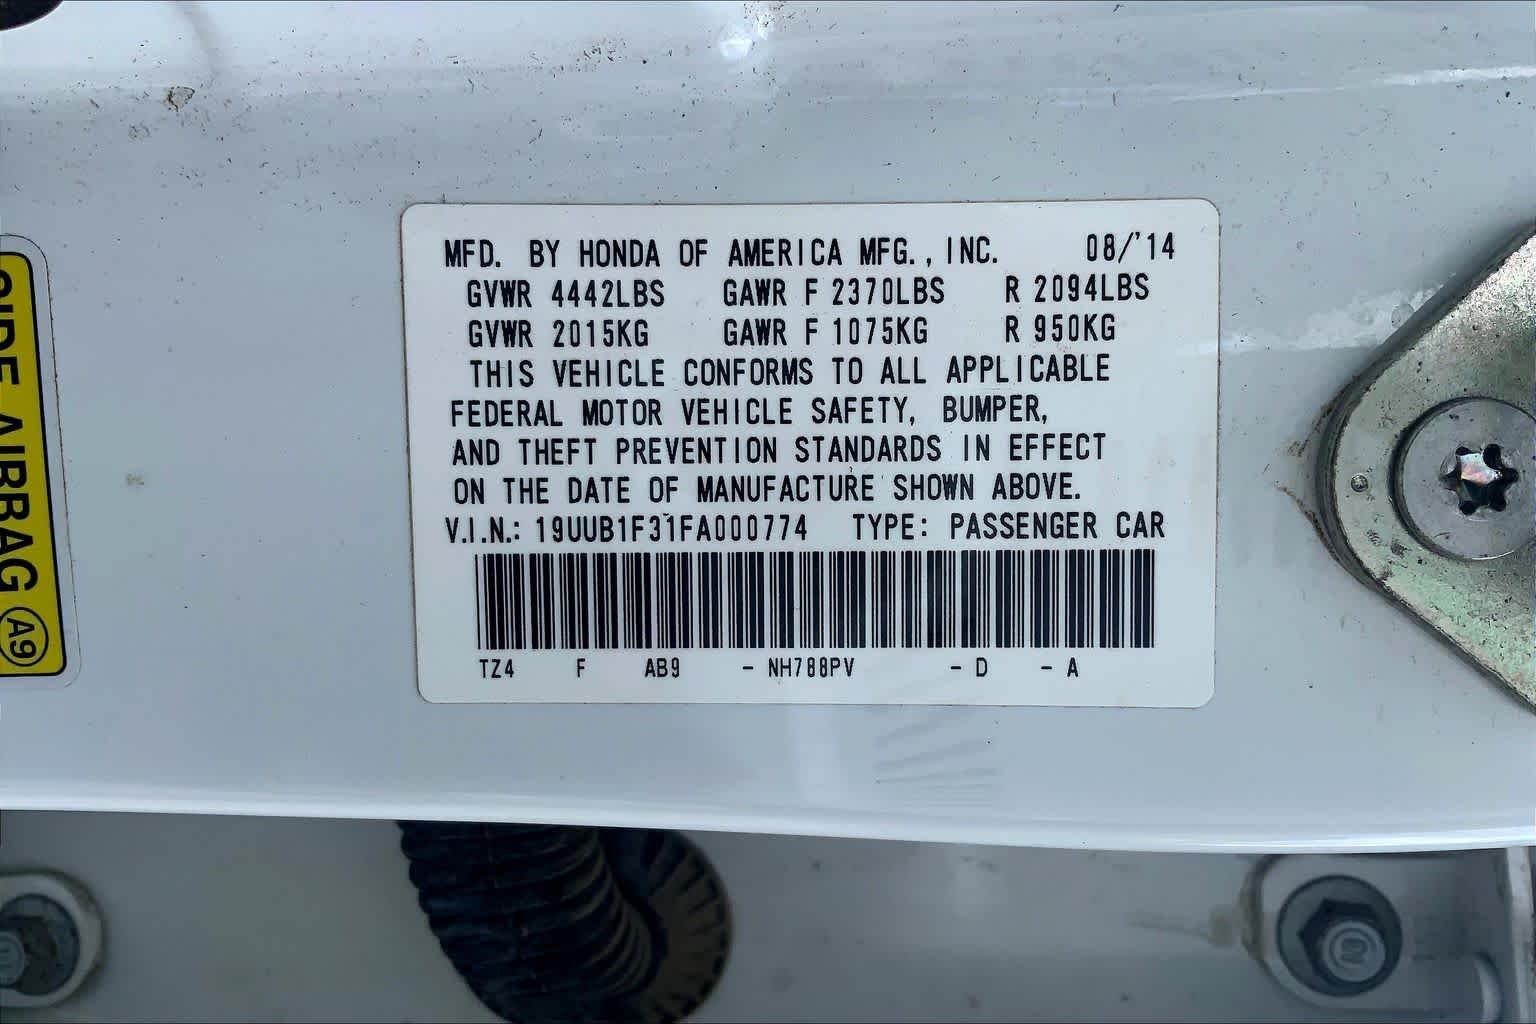 MFD. BY HONDA OF AMERICA MFG., INC. 08/'14
GVWR 4442LBS GAWR F 2370LBS R 2094LBS
GVWR 2015KG GAWR F 1075KG R 950KG
THIS VEHICLE CONFORMS TO ALL APPLICABLE
FEDERAL MOTOR VEHICLE SAFETY, BUMPER,
AND THEFT PREVENTION STANDARDS IN EFFECT
ON THE DATE OF MANUFACTURE SHOWN ABOVE.
V.I.N.: 19UUB1F31FA000774 TYPE: PASSENGER CAR
TZ4 F AB9 - NH788PV - D - A
SIDE AIRBAG A9